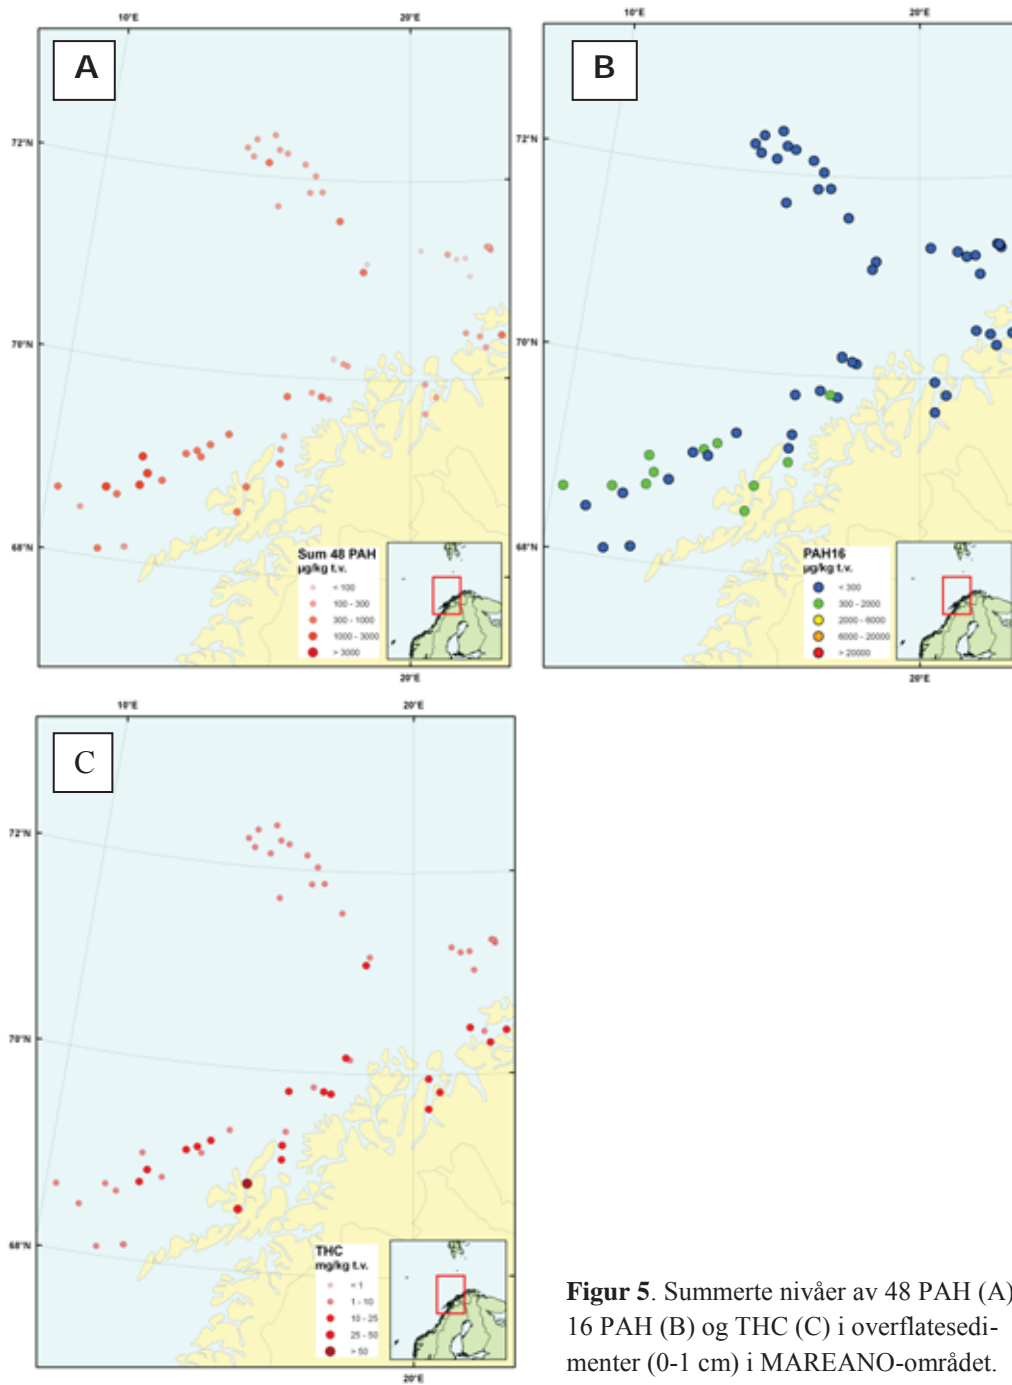 10°E 20°E
A
72°N
70°N
68°N
Sum 48 PAH
µg/kg t.v.
< 100
100 - 300
300 - 1000
1000 - 3000
> 3000
20°E
10°E 20°E
B
72°N
70°N
68°N
PAH16
µg/kg t.v.
< 300
300 - 2000
2000 - 6000
6000 - 20000
> 20000
20°E
10°E 20°E
C
72°N
70°N
68°N
THC
mg/kg t.v.
< 1
1 - 10
10 - 25
25 - 50
> 50
20°E
Figur 5. Summerte nivåer av 48 PAH (A)
16 PAH (B) og THC (C) i overflatesedi-
menter (0-1 cm) i MAREANO-området.